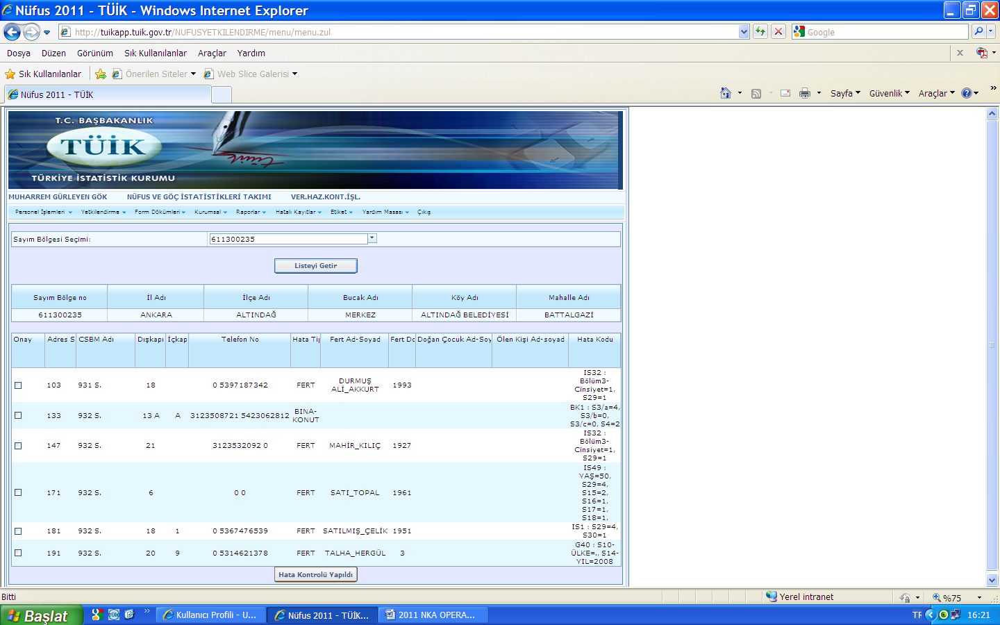 Nüfus 2011 - TÜİK - Windows Internet Explorer
http://tuikapp.tuik.gov.tr/NUFUSYETKILENDIRME/menu/menu.zul
Google
Dosya Düzen Görünüm Sık Kullanılanlar Araçlar Yardım
Sık Kullanılanlar Önerilen Siteler Web Slice Galerisi
Nüfus 2011 - TÜİK
Sayfa Güvenlik Araçlar
T.C. BAŞBAKANLIK
TÜİK
TÜRKİYE İSTATİSTİK KURUMU
MUHARREM GÜRLEYEN GÖK NÜFUS VE GÖÇ İSTATİSTİKLERİ TAKIMI VER.HAZ.KONT.İŞL.
Personel İşlemleri Yetkilendirme Form Dökümleri Kurumsal Raporlar Hatalı Kayıtlar Etiket Yardım Masası Çıkış
Sayım Bölgesi Seçimi: 611300235
Listeyi Getir
Sayım Bölge no İl Adı İlçe Adı Bucak Adı Köy Adı Mahalle Adı
611300235 ANKARA ALTINDAĞ MERKEZ ALTINDAĞ BELEDİYESİ BATTALGAZİ
Onay Adres S CSBM Adı Dışkapı İçkap Telefon No Hata Tip Fert Ad-Soyad Fert Do Doğan Çocuk Ad-Soy Ölen Kişi Ad-soyad Hata Kodu
103 931 S. 18 0 5397187342 FERT DURMUŞ ALİ_AKKURT 1993 IS32 :
Bölüm3-
Cinsiyet=1,
S29=1
133 932 S. 13 A A 3123508721 5423062812 BINA-KONUT BK1 : S3/a=4,
S3/b=0,
S3/c=0, S4=2
147 932 S. 21 3123532092 0 FERT MAHİR_KILIÇ 1927 IS32 :
Bölüm3-
Cinsiyet=1,
S29=1
171 932 S. 6 0 0 FERT SATI_TOPAL 1961 IS49 :
YAŞ=50,
S29=4,
S15=2,
S16=1,
S17=1,
S18=1,
181 932 S. 18 1 0 5367476539 FERT SATILMIŞ_ÇELİK 1951 IS1 : S29=4,
S30=1
191 932 S. 20 9 0 5314621378 FERT TALHA_HERGÜL 3 G40 : S10-
ÜLKE=., S14-
YIL=2008
Hata Kontrolü Yapıldı
Bitti Yerel intranet %75
Başlat Kullanıcı Profili - U... Nüfus 2011 - TÜİK... 2011 NKA OPERA... TR 16:21